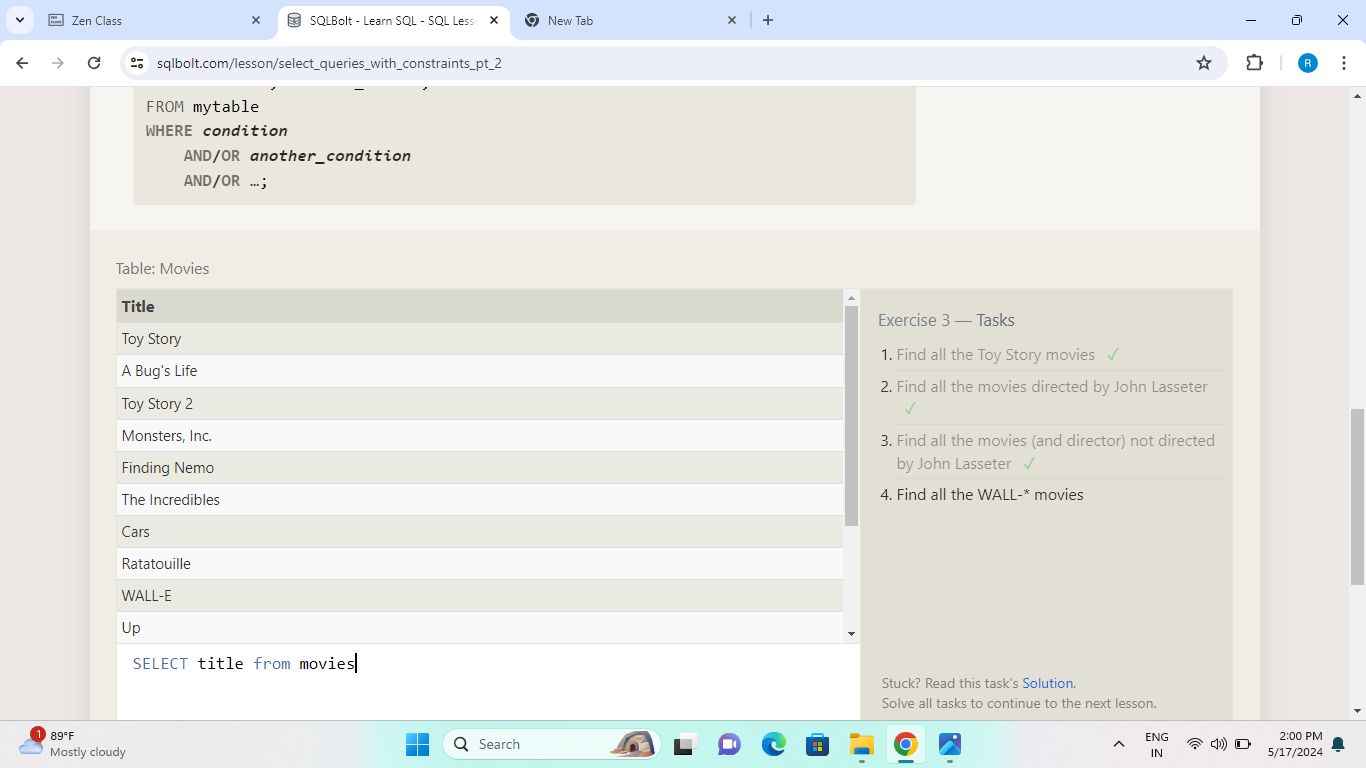 Zen Class
SQLBolt - Learn SQL - SQL Less
New Tab
sqlbolt.com/lesson/select_queries_with_constraints_pt_2
R
FROM mytable
WHERE condition
AND/OR another_condition
AND/OR …;
Table: Movies
Title
Toy Story
A Bug's Life
Toy Story 2
Monsters, Inc.
Finding Nemo
The Incredibles
Cars
Ratatouille
WALL-E
Up
SELECT title from movies
Exercise 3 — Tasks
1. Find all the Toy Story movies ✓
2. Find all the movies directed by John Lasseter
✓
3. Find all the movies (and director) not directed
by John Lasseter ✓
4. Find all the WALL-* movies
Stuck? Read this task's Solution.
Solve all tasks to continue to the next lesson.
1
89°F
Mostly cloudy
Search
ENG
IN
2:00 PM
5/17/2024